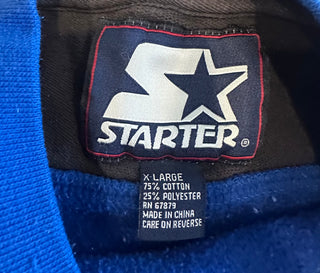 STARTER®
X-LARGE
75% COTTON
25% POLYESTER
RN 67879
MADE IN CHINA
CARE ON REVERSE